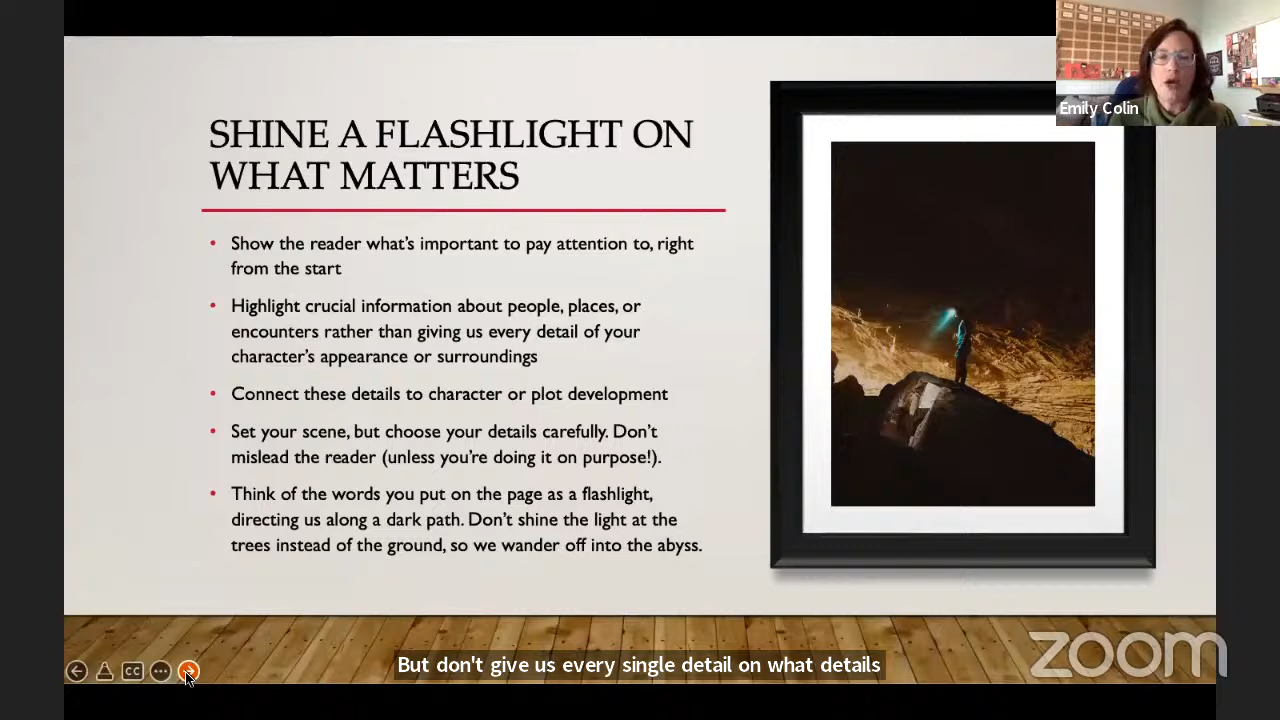 Emily Colin
SHINE A FLASHLIGHT ON
WHAT MATTERS
• Show the reader what's important to pay attention to, right
from the start
• Highlight crucial information about people, places, or
encounters rather than giving us every detail of your
character's appearance or surroundings
• Connect these details to character or plot development
• Set your scene, but choose your details carefully. Don't
mislead the reader (unless you're doing it on purpose!).
• Think of the words you put on the page as a flashlight,
directing us along a dark path. Don't shine the light at the
trees instead of the ground, so we wander off into the abyss.
CC
But don't give us every single detail on what details
zoom